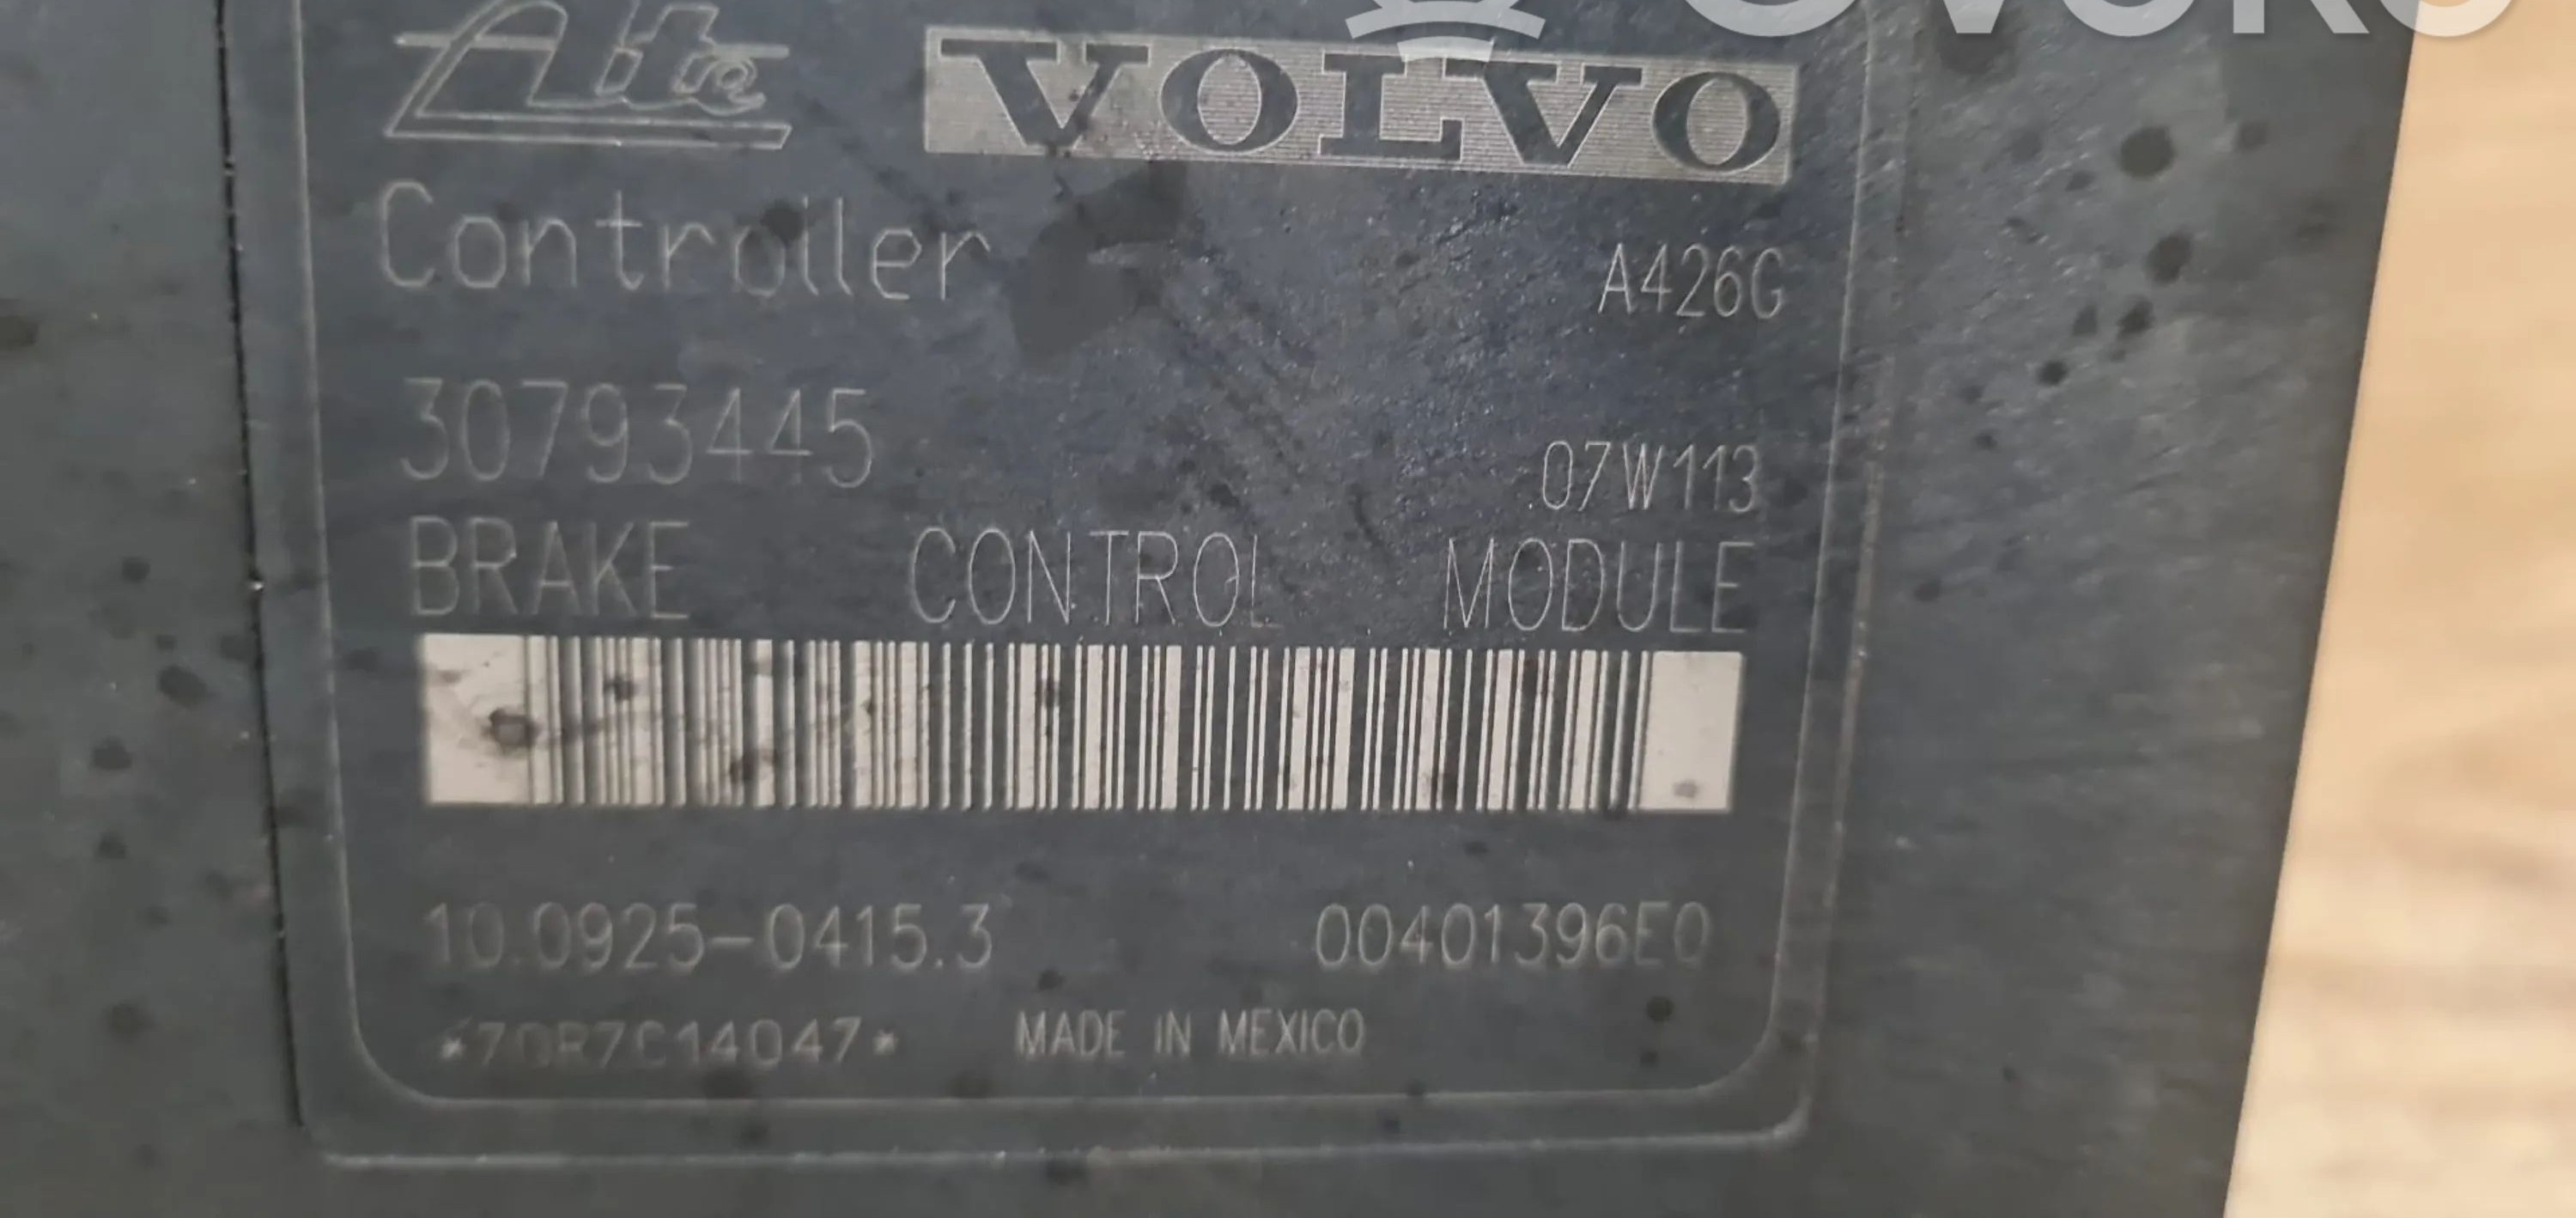 Ate VOLVO
Controller A426G
30793445 07W113
BRAKE CONTROL MODULE
10.0925-0415.3 00401396E0
MADE IN MEXICO